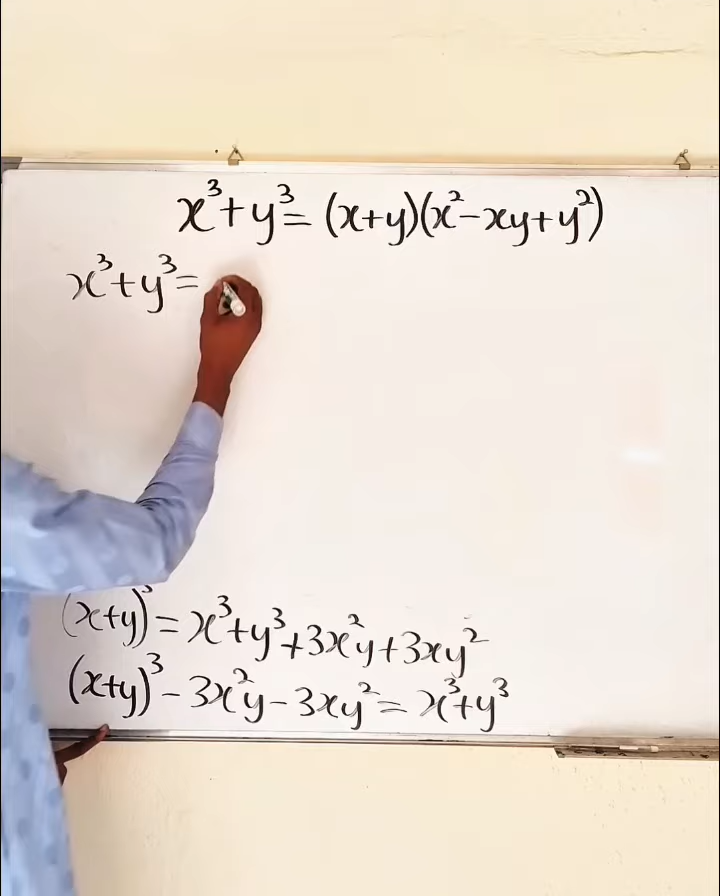 x³+y³= (x+y)(x²-xy+y²)
x³+y³=
(x+y)³=x³+y³+3x²y+3xy²
(x+y)³-3x²y-3xy²=x³+y³